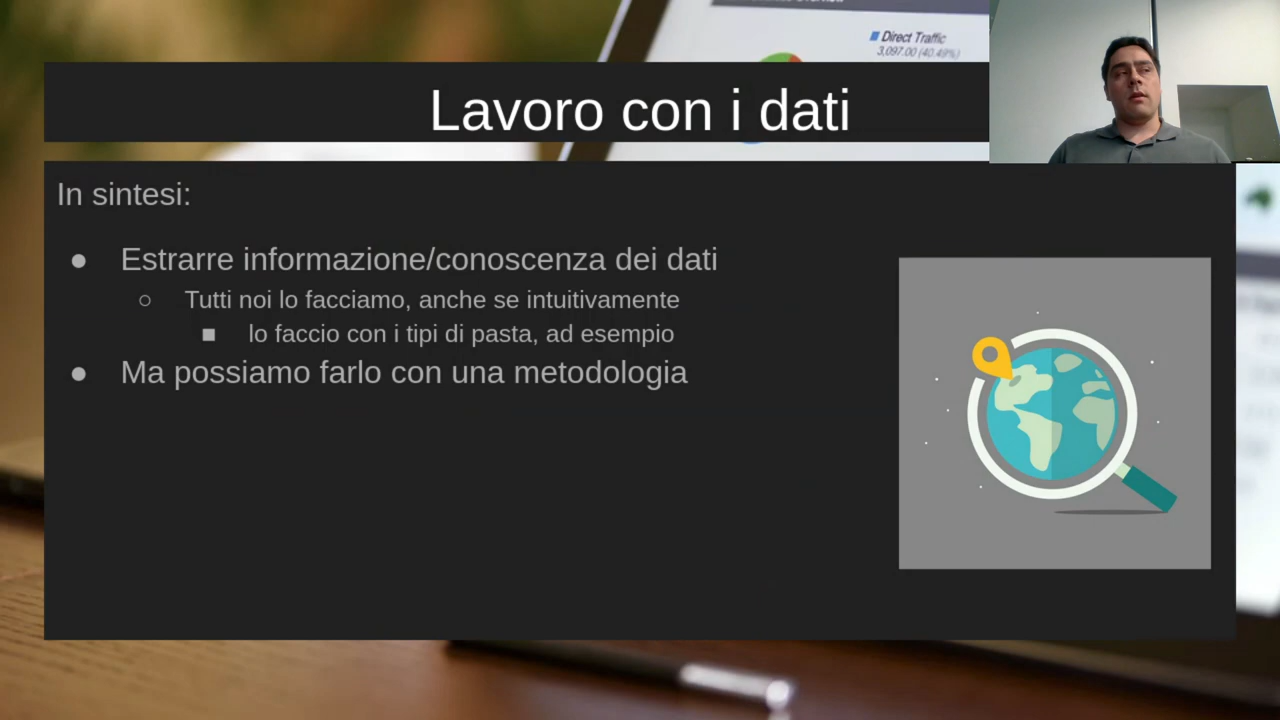 Direct Traffic
3,097.00 (40.49%)
Lavoro con i dati
In sintesi:
● Estrarre informazione/conoscenza dei dati
○ Tutti noi lo facciamo, anche se intuitivamente
■ lo faccio con i tipi di pasta, ad esempio
● Ma possiamo farlo con una metodologia